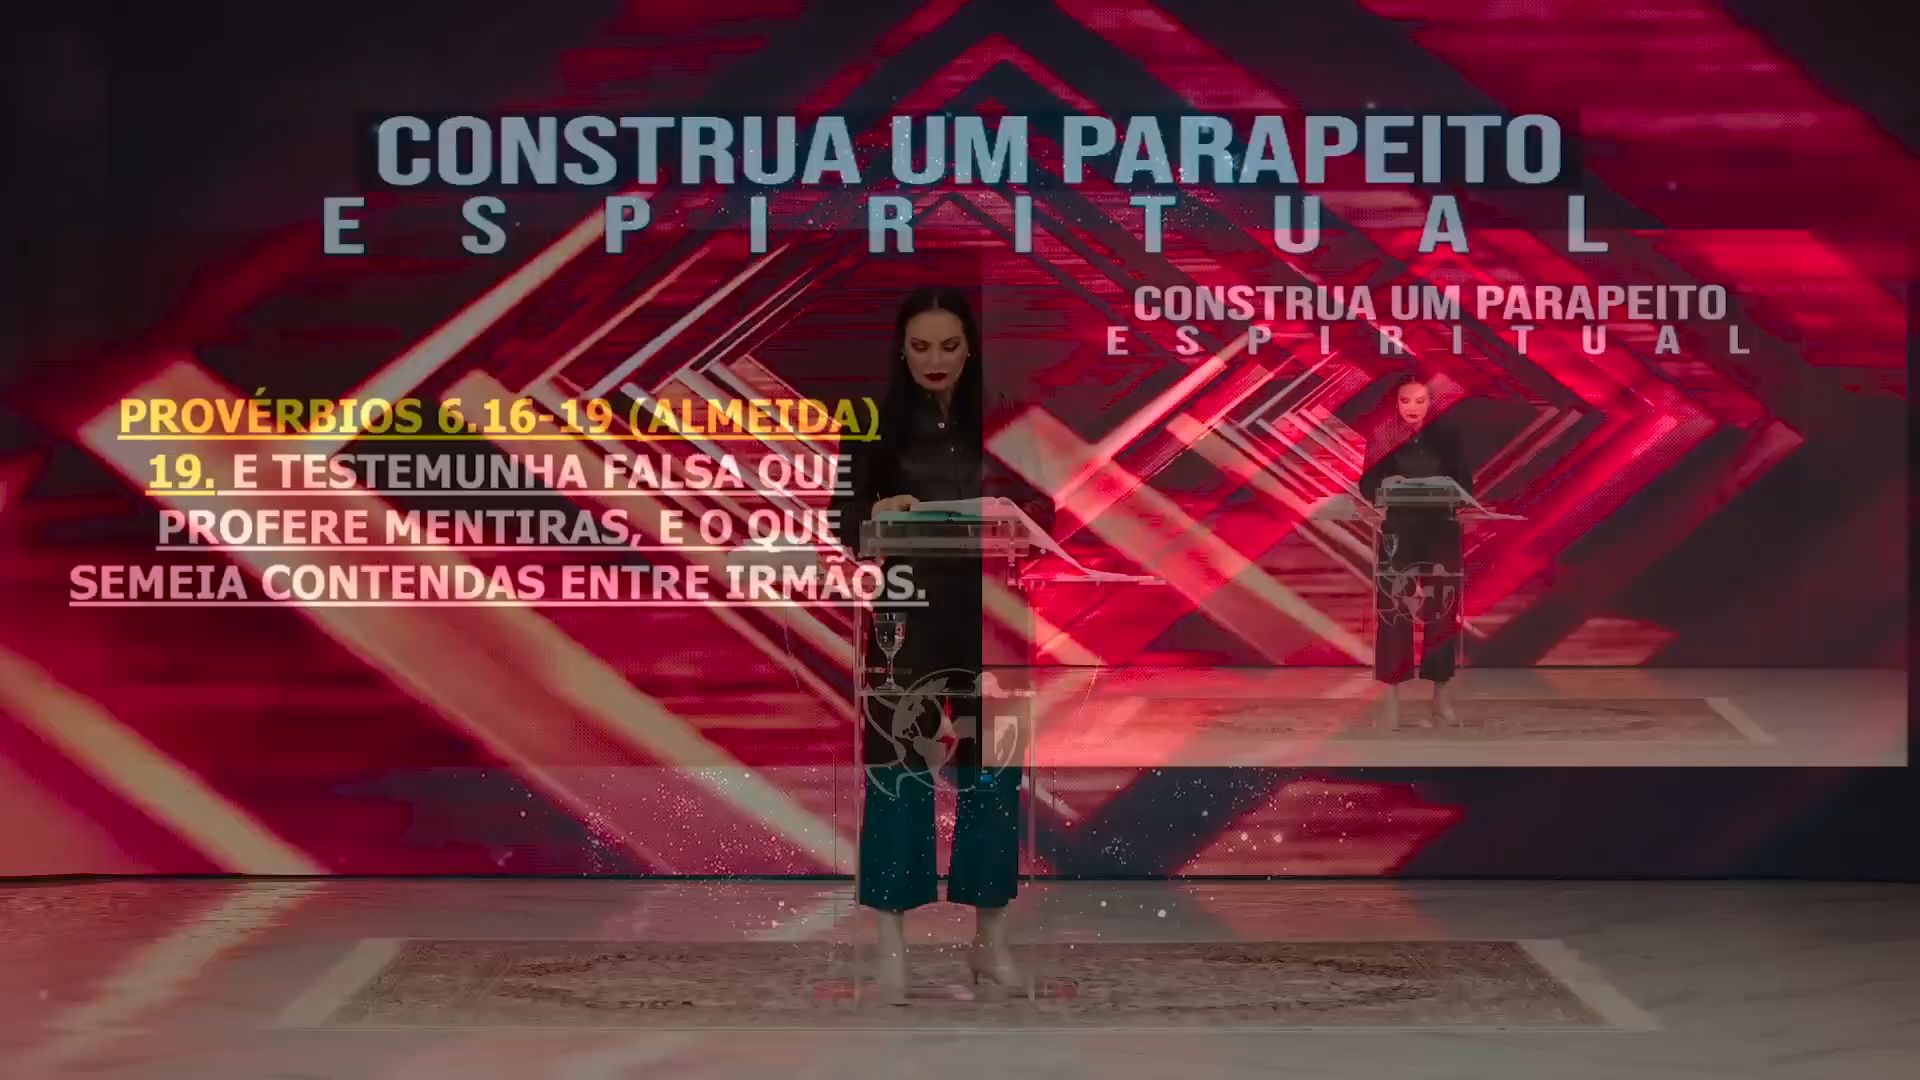 CONSTRUA UM PARAPEITO
ESPIRITUAL
CONSTRUA UM PARAPEITO
ESPIRITUAL
PROVÉRBIOS 6.16-19 (ALMEIDA)
19. E TESTEMUNHA FALSA QUE
PROFERE MENTIRAS, E O QUE
SEMEIA CONTENDAS ENTRE IRMÃOS.